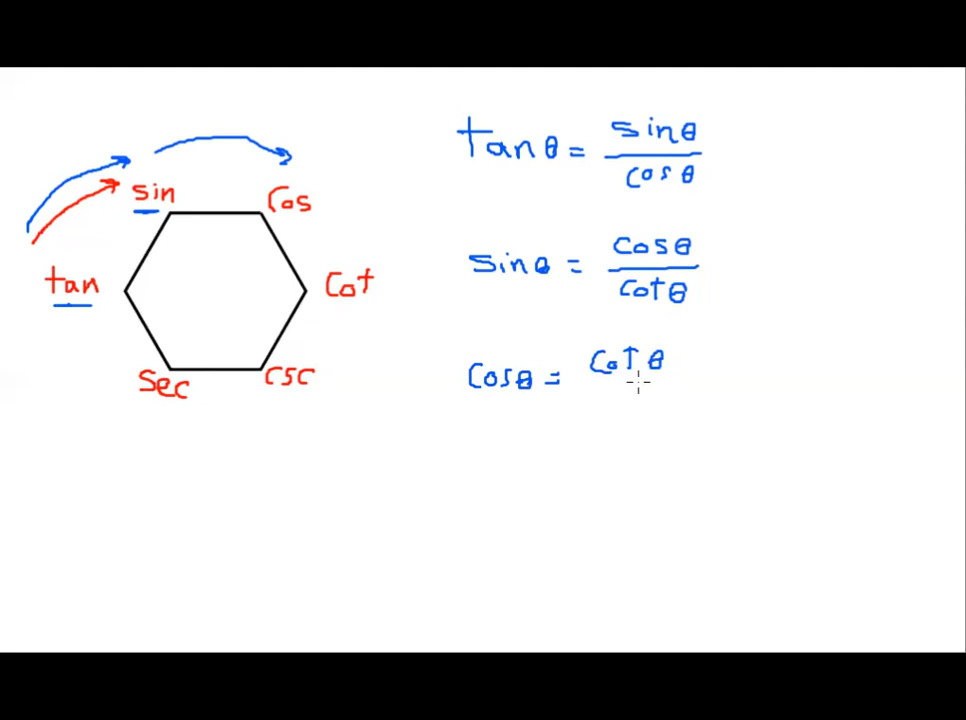 sin
Cos
tan
Cot
Sec
CSC
tanθ = sinθ / cosθ
sinθ = Cosθ / Cotθ
Cosθ = Cotθ